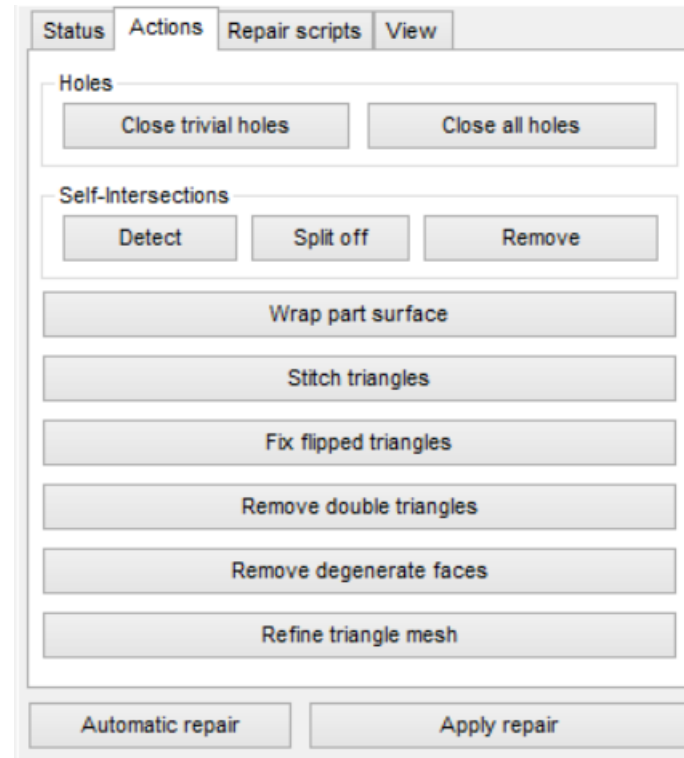 Status Actions Repair scripts View
Holes
Close trivial holes Close all holes
Self-Intersections
Detect Split off Remove
Wrap part surface
Stitch triangles
Fix flipped triangles
Remove double triangles
Remove degenerate faces
Refine triangle mesh
Automatic repair Apply repair